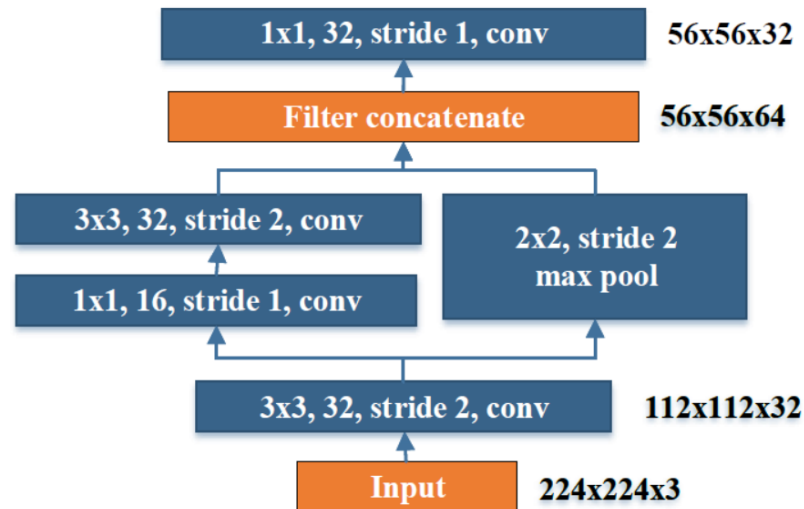 1x1, 32, stride 1, conv
56x56x32
Filter concatenate
56x56x64
3x3, 32, stride 2, conv
2x2, stride 2
max pool
1x1, 16, stride 1, conv
3x3, 32, stride 2, conv
112x112x32
Input
224x224x3